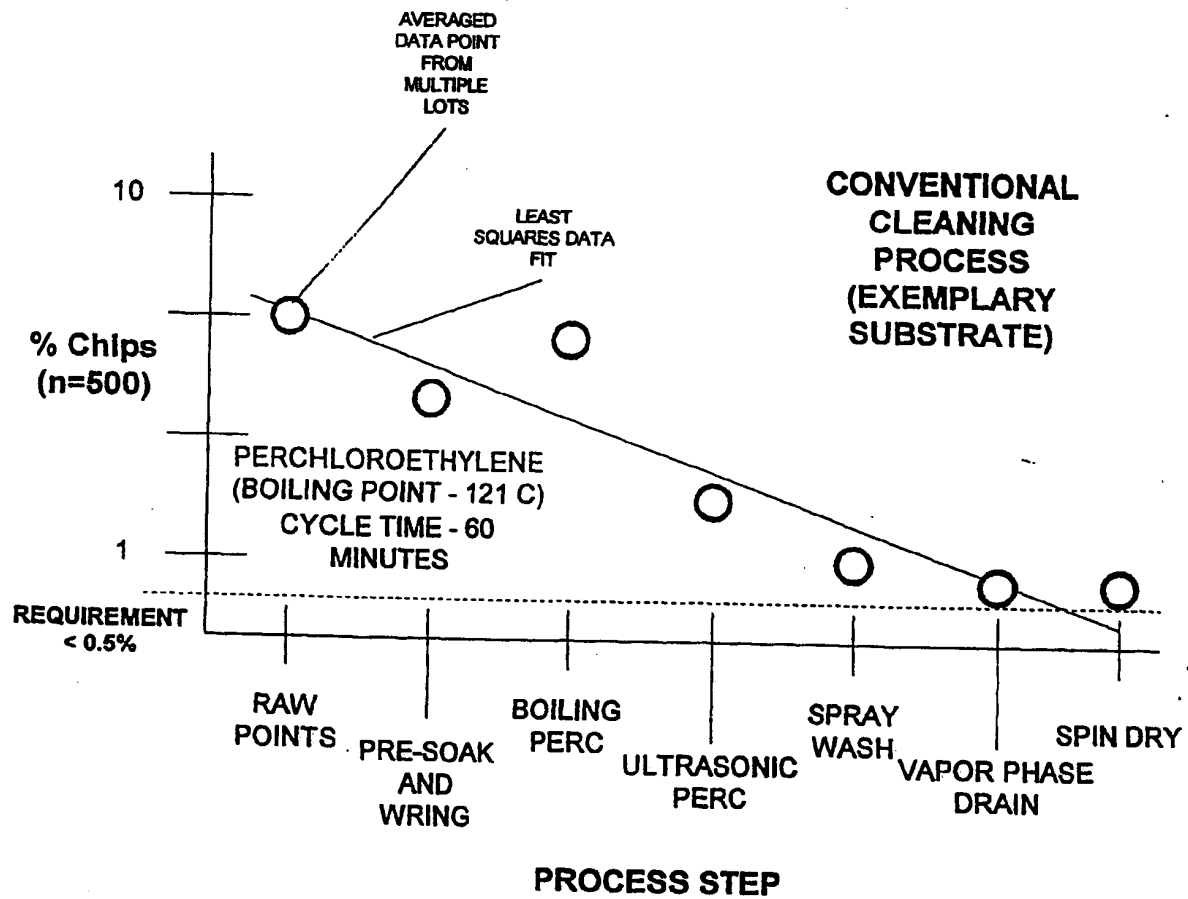 AVERAGED
DATA POINT
FROM
MULTIPLE
LOTS
10
LEAST
SQUARES DATA
FIT
CONVENTIONAL
CLEANING
PROCESS
(EXEMPLARY
SUBSTRATE)
% Chips
(n=500)
PERCHLOROETHYLENE
(BOILING POINT - 121 C)
CYCLE TIME - 60
MINUTES
1
REQUIREMENT
< 0.5%
RAW
POINTS
PRE-SOAK
AND
WRING
BOILING
PERC
ULTRASONIC
PERC
SPRAY
WASH
VAPOR PHASE
DRAIN
SPIN DRY
PROCESS STEP